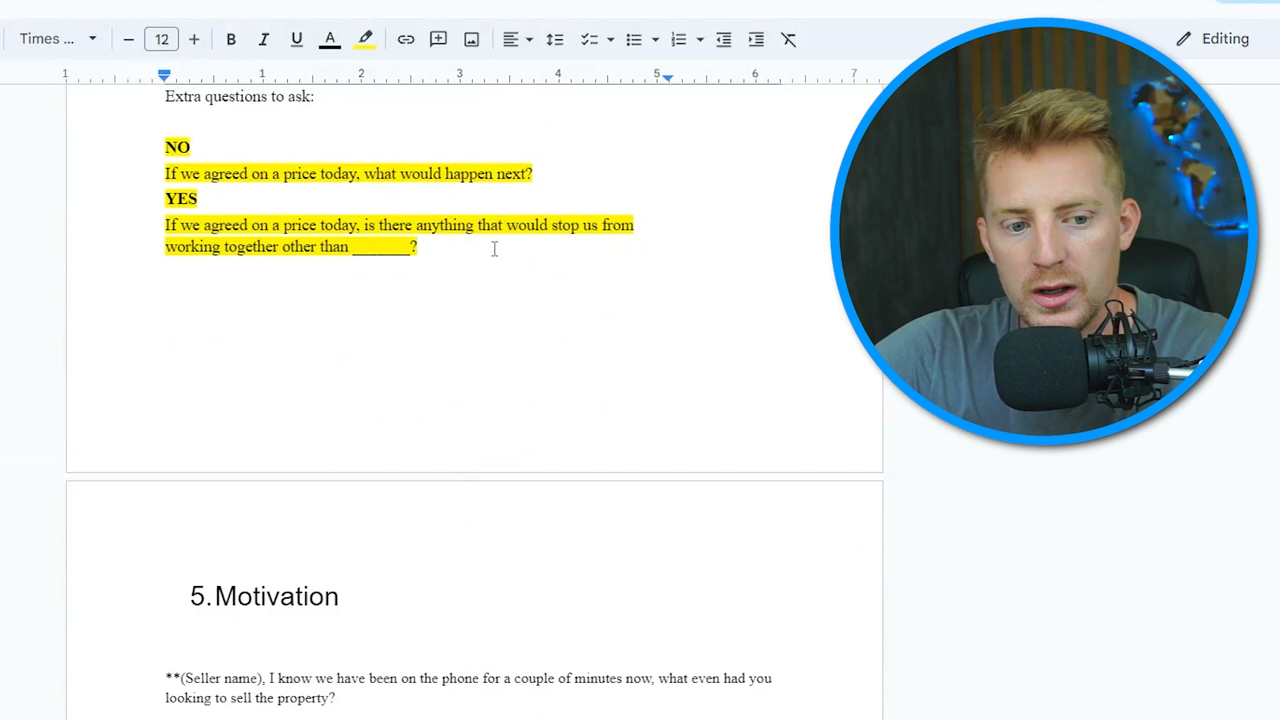 Times ...
12
B
I
U
A
Editing
1
1
2
3
4
5
6
7
Extra questions to ask:
NO
If we agreed on a price today, what would happen next?
YES
If we agreed on a price today, is there anything that would stop us from
working together other than _______?
5. Motivation
**(Seller name), I know we have been on the phone for a couple of minutes now, what even had you
looking to sell the property?